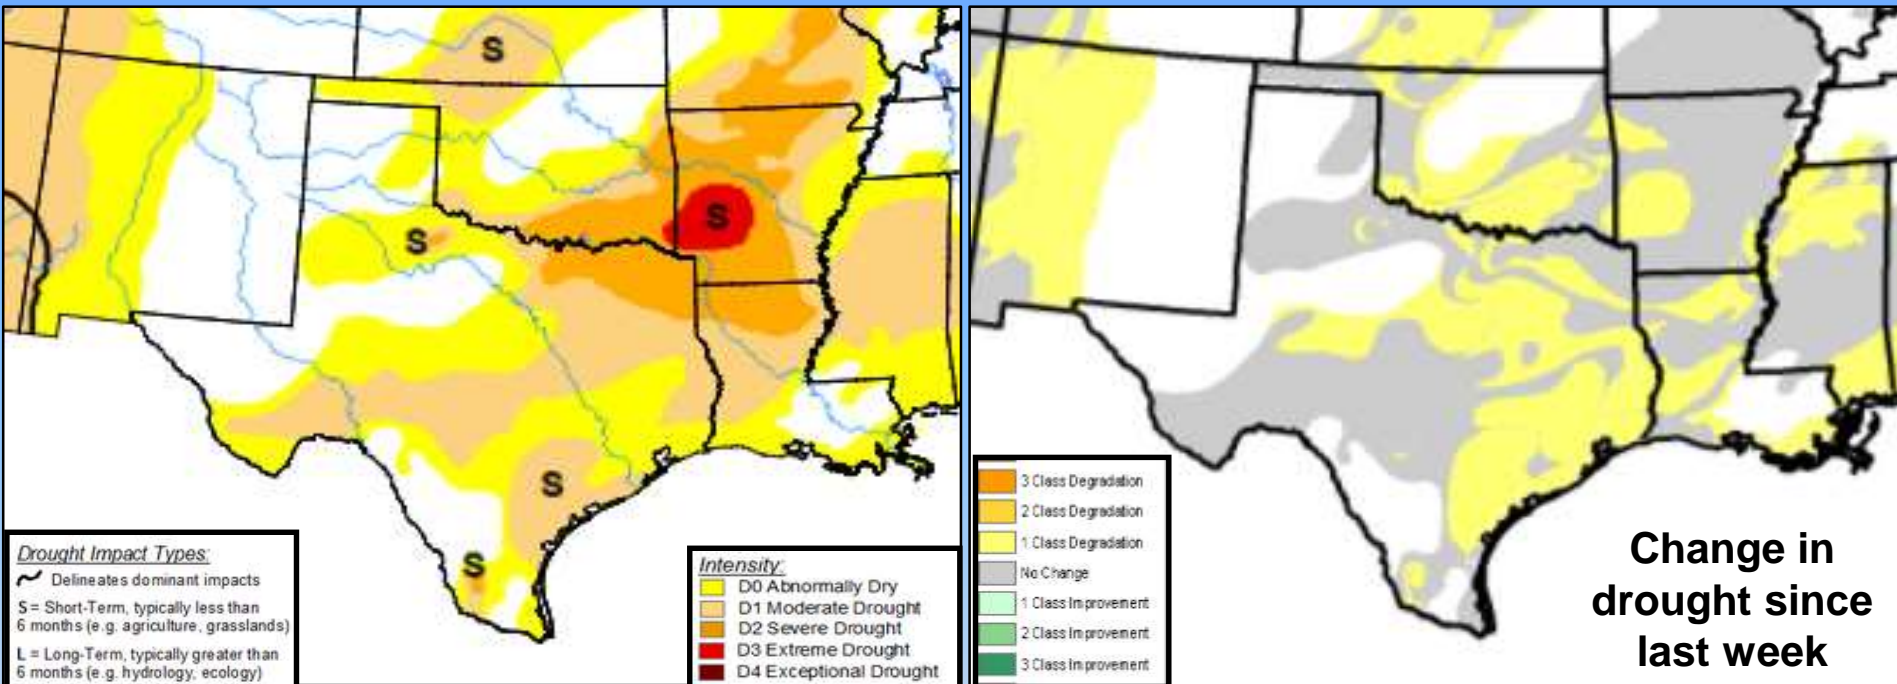 S
S
S
S
S
Drought Impact Types:
Delineates dominant impacts
S = Short-Term, typically less than
6 months (e.g. agriculture, grasslands)
L = Long-Term, typically greater than
6 months (e.g. hydrology, ecology)
Intensity:
D0 Abnormally Dry
D1 Moderate Drought
D2 Severe Drought
D3 Extreme Drought
D4 Exceptional Drought
3 Class Degradation
2 Class Degradation
1 Class Degradation
No Change
1 Class Improvement
2 Class Improvement
3 Class Improvement
Change in
drought since
last week